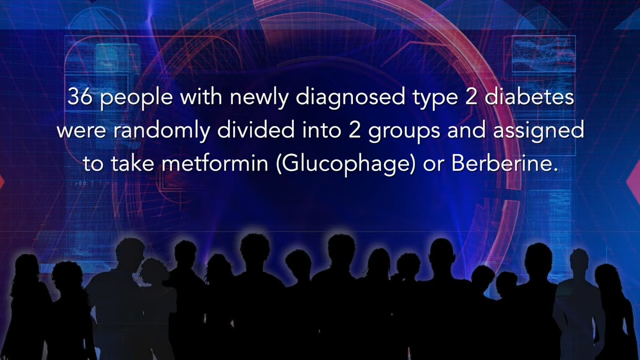 36 people with newly diagnosed type 2 diabetes
were randomly divided into 2 groups and assigned
to take metformin (Glucophage) or Berberine.